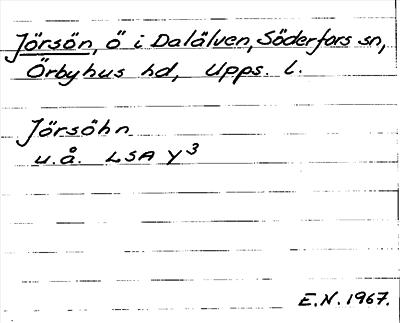 Jörsön, ö i Dalälven, Söderfors sn,
Örbyhus hd, Upps. l.
Jörsöhn
u.å. LSA Y³
E.N. 1967.